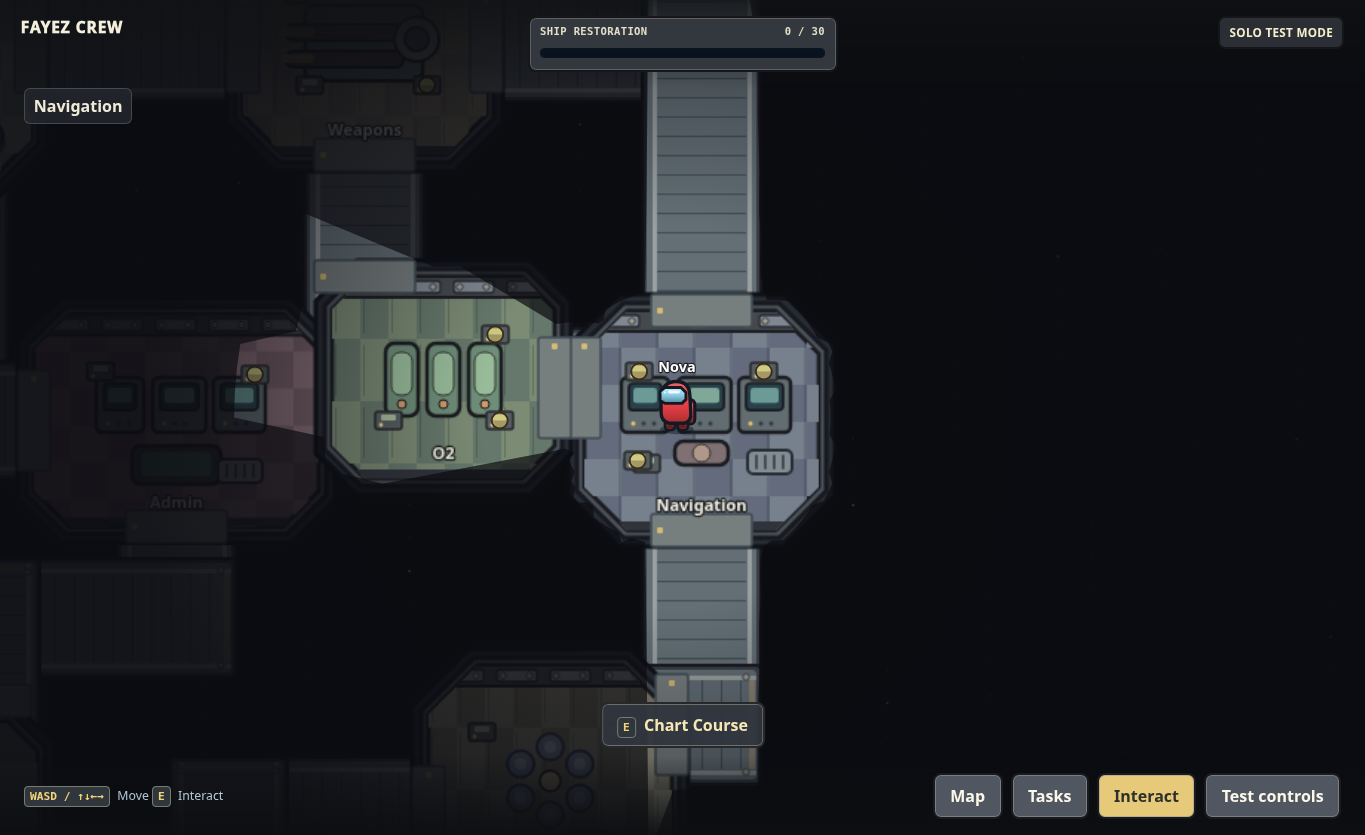 FAYEZ CREW
SHIP RESTORATION 0 / 30
SOLO TEST MODE
Navigation
Weapons
Nova
O2
Admin
Navigation
E Chart Course
WASD / ↑↓←→ Move E Interact
Map
Tasks
Interact
Test controls